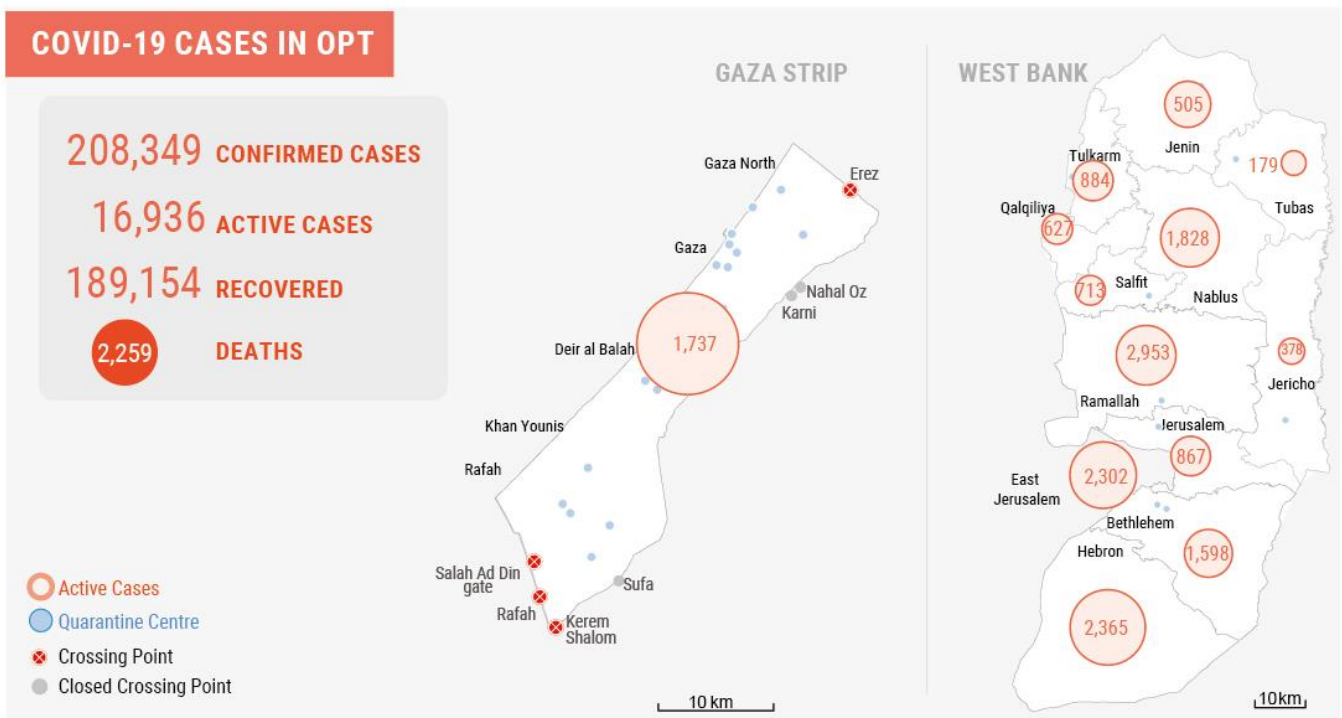 COVID-19 CASES IN OPT
208,349 CONFIRMED CASES
16,936 ACTIVE CASES
189,154 RECOVERED
2,259 DEATHS
GAZA STRIP
Gaza North
Erez
Gaza
Nahal Oz
Karni
1,737
Deir al Balah
Khan Younis
Rafah
Salah Ad Din
gate
Sufa
Rafah
Kerem
Shalom
10 km
WEST BANK
505
Jenin
Tulkarm
884
179
Tubas
Qalqiliya
627
1,828
713
Salfit
Nablus
2,953
378
Jericho
Ramallah
Jerusalem
867
2,302
East
Jerusalem
Bethlehem
Hebron
1,598
2,365
10km
Active Cases
Quarantine Centre
Crossing Point
Closed Crossing Point